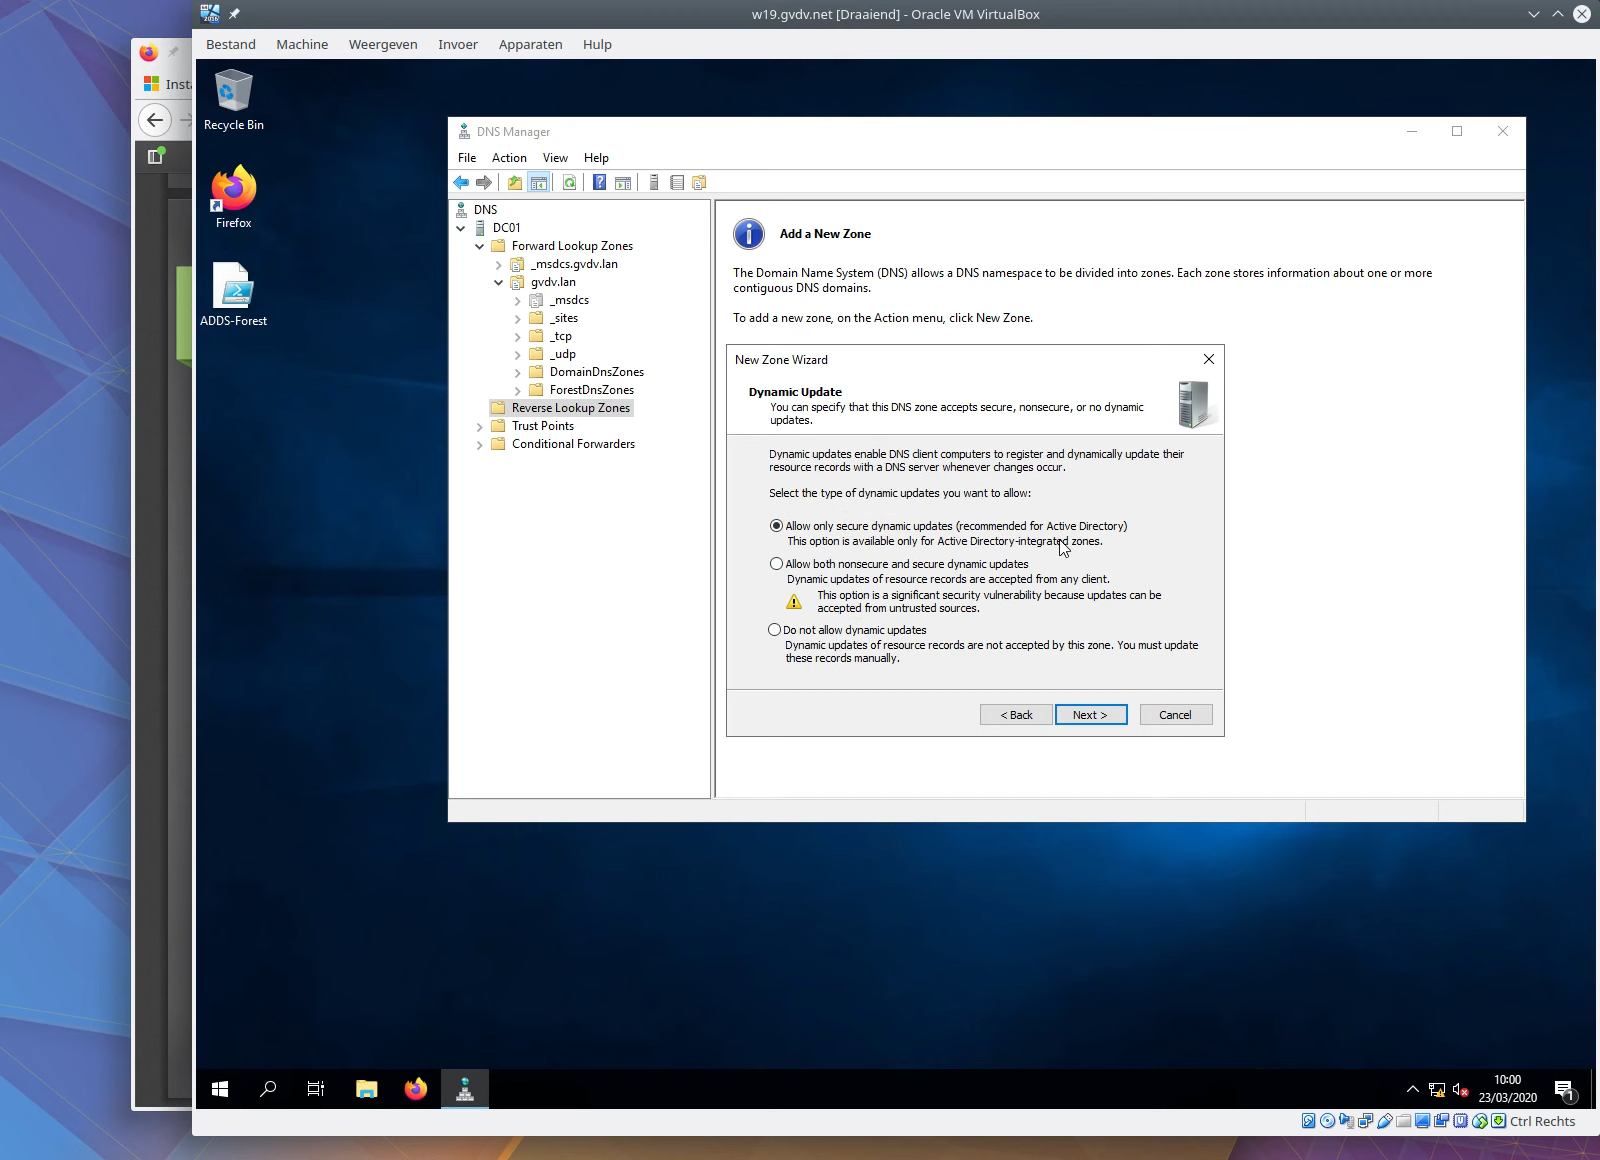 w19.gvdv.net [Draaiend] - Oracle VM VirtualBox
Bestand Machine Weergeven Invoer Apparaten Hulp
Recycle Bin
Firefox
ADDS-Forest
DNS Manager
File Action View Help
DNS
DC01
Forward Lookup Zones
_msdcs.gvdv.lan
gvdv.lan
_msdcs
_sites
_tcp
_udp
DomainDnsZones
ForestDnsZones
Reverse Lookup Zones
Trust Points
Conditional Forwarders
Add a New Zone
The Domain Name System (DNS) allows a DNS namespace to be divided into zones. Each zone stores information about one or more
contiguous DNS domains.
To add a new zone, on the Action menu, click New Zone.
New Zone Wizard
Dynamic Update
You can specify that this DNS zone accepts secure, nonsecure, or no dynamic
updates.
Dynamic updates enable DNS client computers to register and dynamically update their
resource records with a DNS server whenever changes occur.
Select the type of dynamic updates you want to allow:
Allow only secure dynamic updates (recommended for Active Directory)
This option is available only for Active Directory-integrated zones.
Allow both nonsecure and secure dynamic updates
Dynamic updates of resource records are accepted from any client.
This option is a significant security vulnerability because updates can be
accepted from untrusted sources.
Do not allow dynamic updates
Dynamic updates of resource records are not accepted by this zone. You must update
these records manually.
< Back Next > Cancel
10:00
23/03/2020
1
Ctrl Rechts